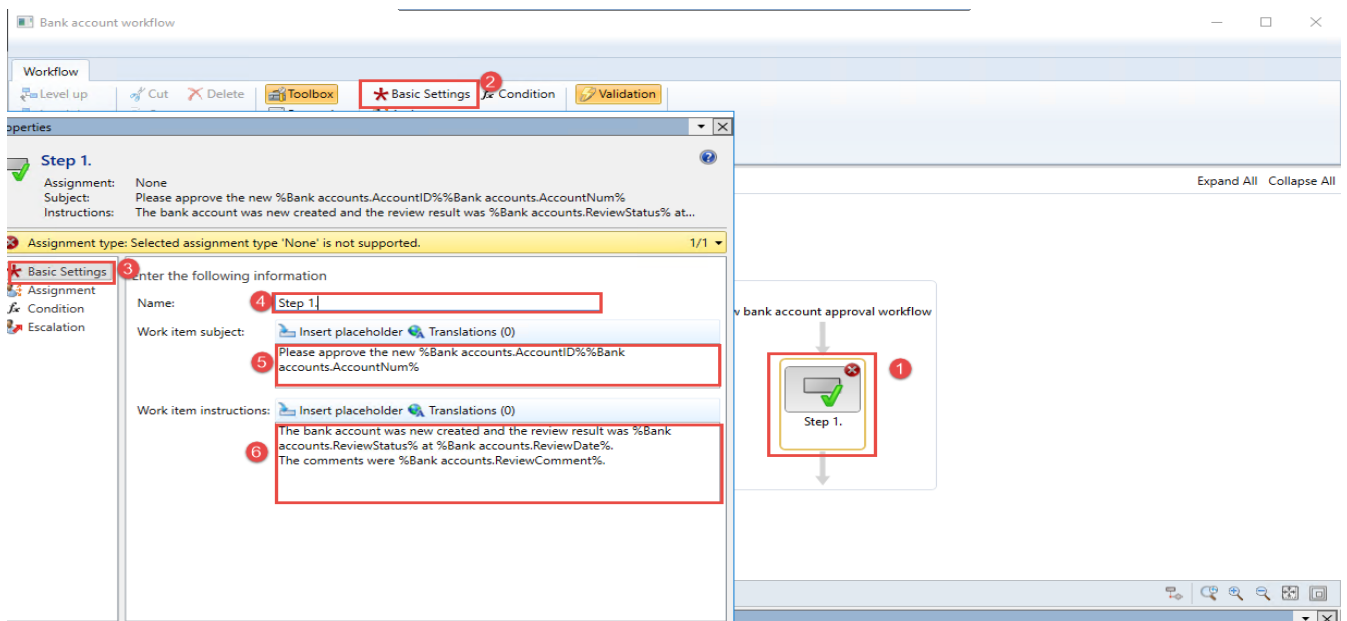 Bank account workflow
Workflow
Level up
Cut
Delete
Toolbox
Basic Settings
2
Condition
Validation
operties
Step 1.
Assignment: None
Subject: Please approve the new %Bank accounts.AccountID%%Bank accounts.AccountNum%
Instructions: The bank account was new created and the review result was %Bank accounts.ReviewStatus% at...
Expand All Collapse All
Assignment type: Selected assignment type 'None' is not supported. 1/1
Basic Settings
3
Enter the following information
Assignment
Condition
Escalation
Name:
4
Step 1.
Work item subject:
Insert placeholder Translations (0)
5
Please approve the new %Bank accounts.AccountID%%Bank
accounts.AccountNum%
Work item instructions:
Insert placeholder Translations (0)
6
The bank account was new created and the review result was %Bank
accounts.ReviewStatus% at %Bank accounts.ReviewDate%.
The comments were %Bank accounts.ReviewComment%.
bank account approval workflow
1
Step 1.